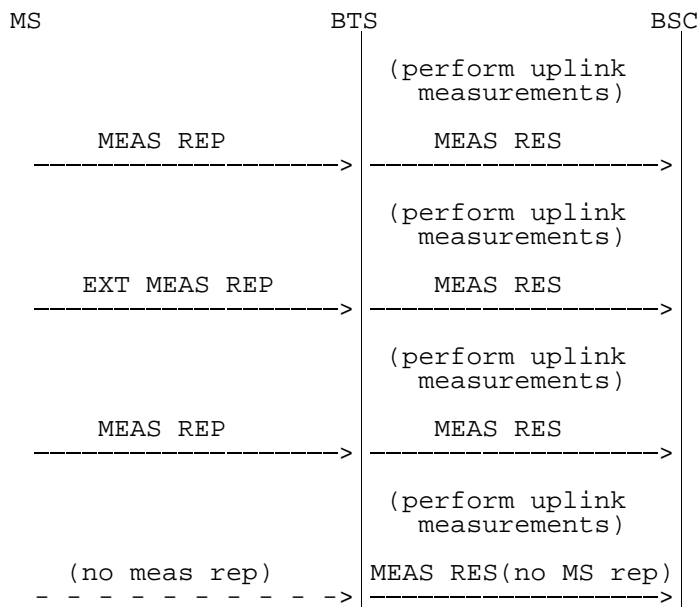 MS BTS BSC
(perform uplink
measurements)
MEAS REP MEAS RES
(perform uplink
measurements)
EXT MEAS REP MEAS RES
(perform uplink
measurements)
MEAS REP MEAS RES
(perform uplink
measurements)
(no meas rep) MEAS RES(no MS rep)